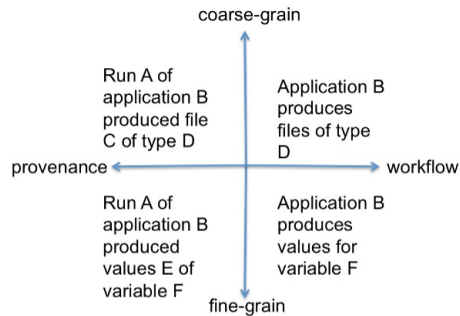 coarse-grain
Run A of
application B
produced file
C of type D
Application B
produces
files of type
D
provenance
workflow
Run A of
application B
produced
values E of
variable F
Application B
produces
values for
variable F
fine-grain